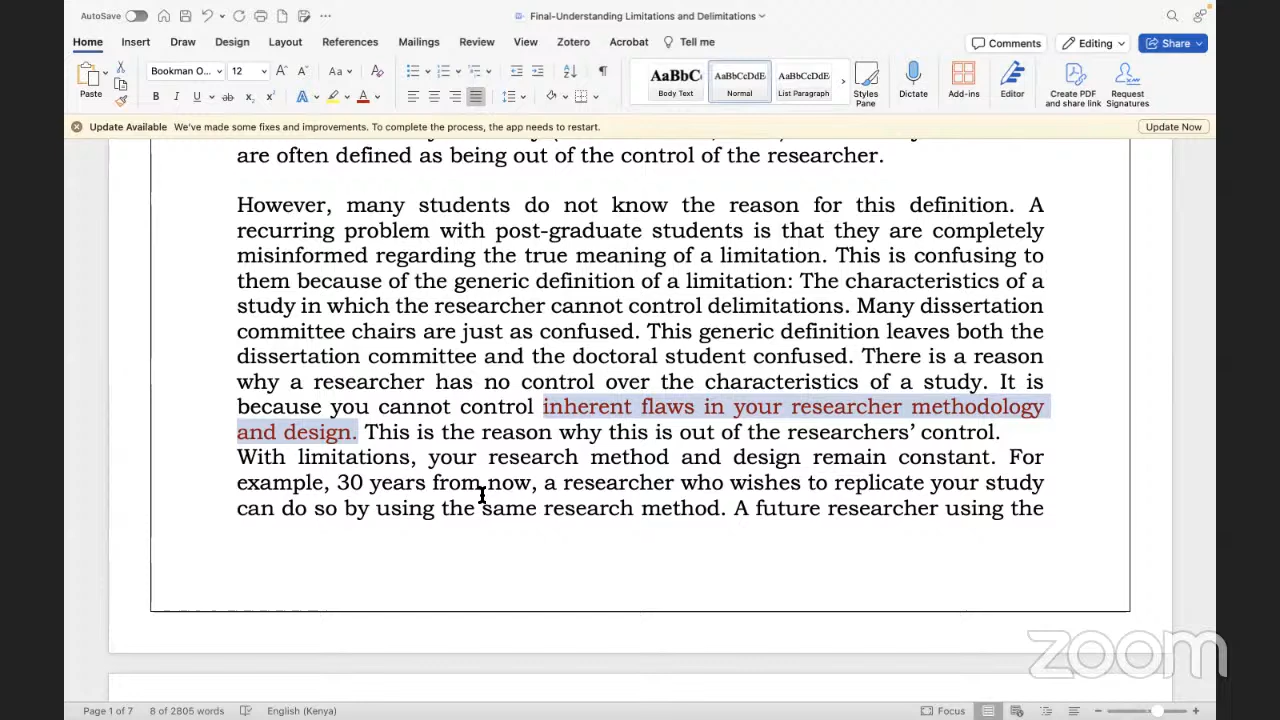 AutoSave
Final-Understanding Limitations and Delimitations
Home Insert Draw Design Layout References Mailings Review View Zotero Acrobat Tell me
Comments Editing Share
Paste
Bookman O... 12
Aa
B I U ab x₂ x²
A A
AaBbC AaBbCcDdE AaBbCcDdE
Body Text Normal List Paragraph
Styles Pane
Dictate
Add-ins
Editor
Create PDF and share link
Request Signatures
Update Available We've made some fixes and improvements. To complete the process, the app needs to restart. Update Now
are often defined as being out of the control of the researcher.
However, many students do not know the reason for this definition. A
recurring problem with post-graduate students is that they are completely
misinformed regarding the true meaning of a limitation. This is confusing to
them because of the generic definition of a limitation: The characteristics of a
study in which the researcher cannot control delimitations. Many dissertation
committee chairs are just as confused. This generic definition leaves both the
dissertation committee and the doctoral student confused. There is a reason
why a researcher has no control over the characteristics of a study. It is
because you cannot control inherent flaws in your researcher methodology
and design. This is the reason why this is out of the researchers’ control.
With limitations, your research method and design remain constant. For
example, 30 years from now, a researcher who wishes to replicate your study
can do so by using the same research method. A future researcher using the
zoom
Page 1 of 7 8 of 2805 words English (Kenya) Focus